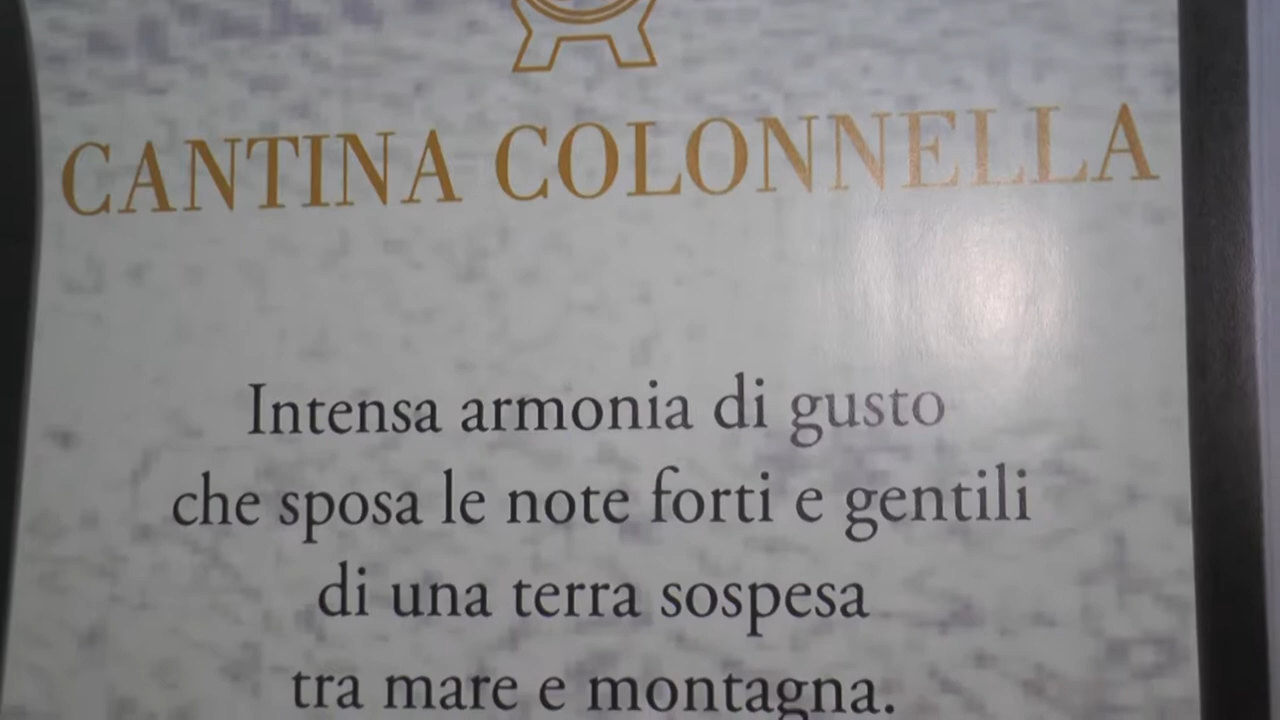 CANTINA COLONNELLA
Intensa armonia di gusto
che sposa le note forti e gentili
di una terra sospesa
tra mare e montagna.